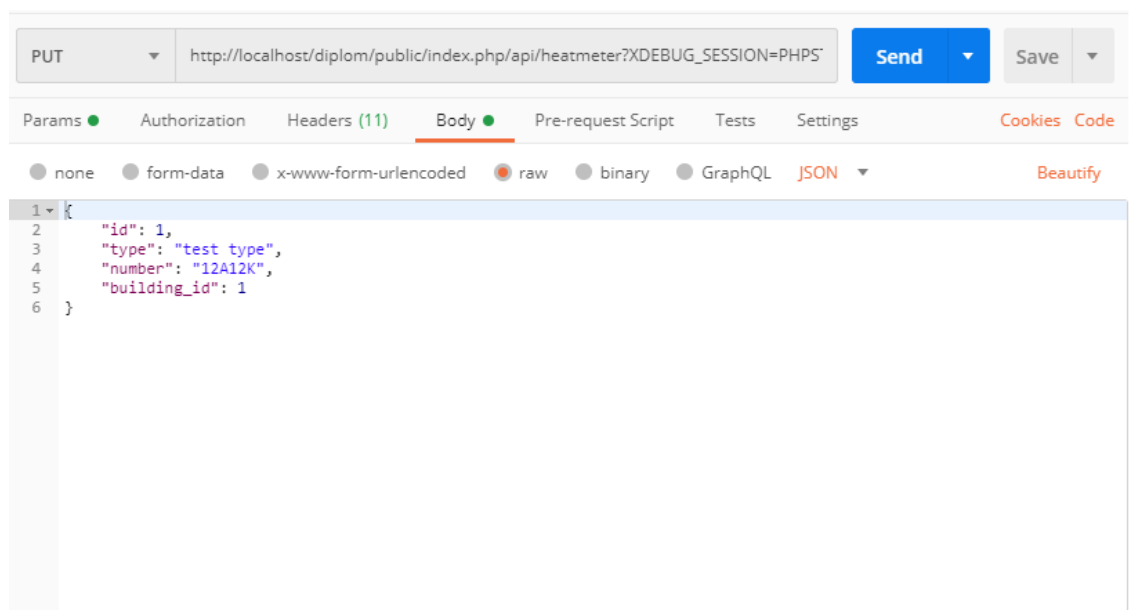 PUT http://localhost/diplom/public/index.php/api/heatmeter?XDEBUG_SESSION=PHPS Send Save
Params Authorization Headers (11) Body Pre-request Script Tests Settings Cookies Code
none form-data x-www-form-urlencoded raw binary GraphQL JSON Beautify
1 {
2 "id": 1,
3 "type": "test type",
4 "number": "12A12K",
5 "building_id": 1
6 }